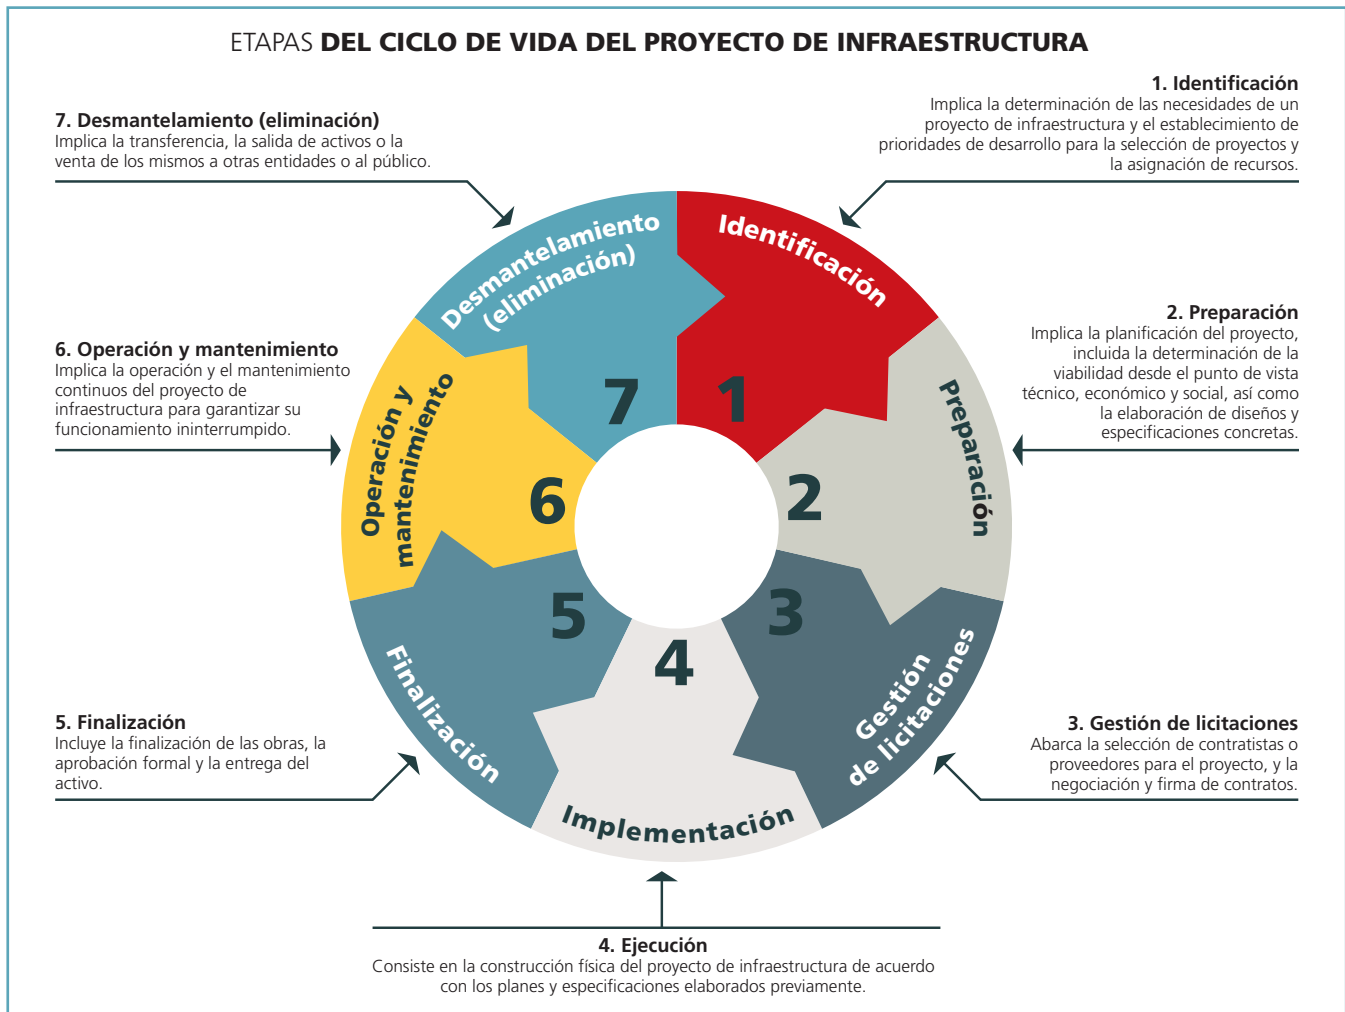 ETAPAS DEL CICLO DE VIDA DEL PROYECTO DE INFRAESTRUCTURA
1. Identificación
Implica la determinación de las necesidades de un
proyecto de infraestructura y el establecimiento de
prioridades de desarrollo para la selección de proyectos y
la asignación de recursos.
2. Preparación
Implica la planificación del proyecto,
incluida la determinación de la
viabilidad desde el punto de vista
técnico, económico y social, así como
la elaboración de diseños y
especificaciones concretas.
3. Gestión de licitaciones
Abarca la selección de contratistas o
proveedores para el proyecto, y la
negociación y firma de contratos.
4. Ejecución
Consiste en la construcción física del proyecto de infraestructura de acuerdo
con los planes y especificaciones elaborados previamente.
5. Finalización
Incluye la finalización de las obras, la
aprobación formal y la entrega del
activo.
6. Operación y mantenimiento
Implica la operación y el mantenimiento
continuos del proyecto de
infraestructura para garantizar su
funcionamiento ininterrumpido.
7. Desmantelamiento (eliminación)
Implica la transferencia, la salida de activos o la
venta de los mismos a otras entidades o al público.
Identificación
1
Preparación
2
Gestión
de licitaciones
3
Implementación
4
Finalización
5
Operación y
mantenimiento
6
Desmantelamiento
(eliminación)
7